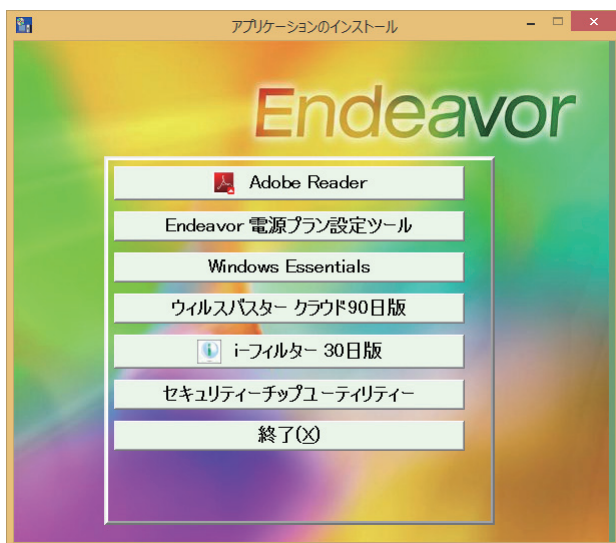 アプリケーションのインストール
Endeavor
Adobe Reader
Endeavor 電源プラン設定ツール
Windows Essentials
ウィルスバスター クラウド90日版
i-フィルター 30日版
セキュリティーチップユーティリティー
終了(X)